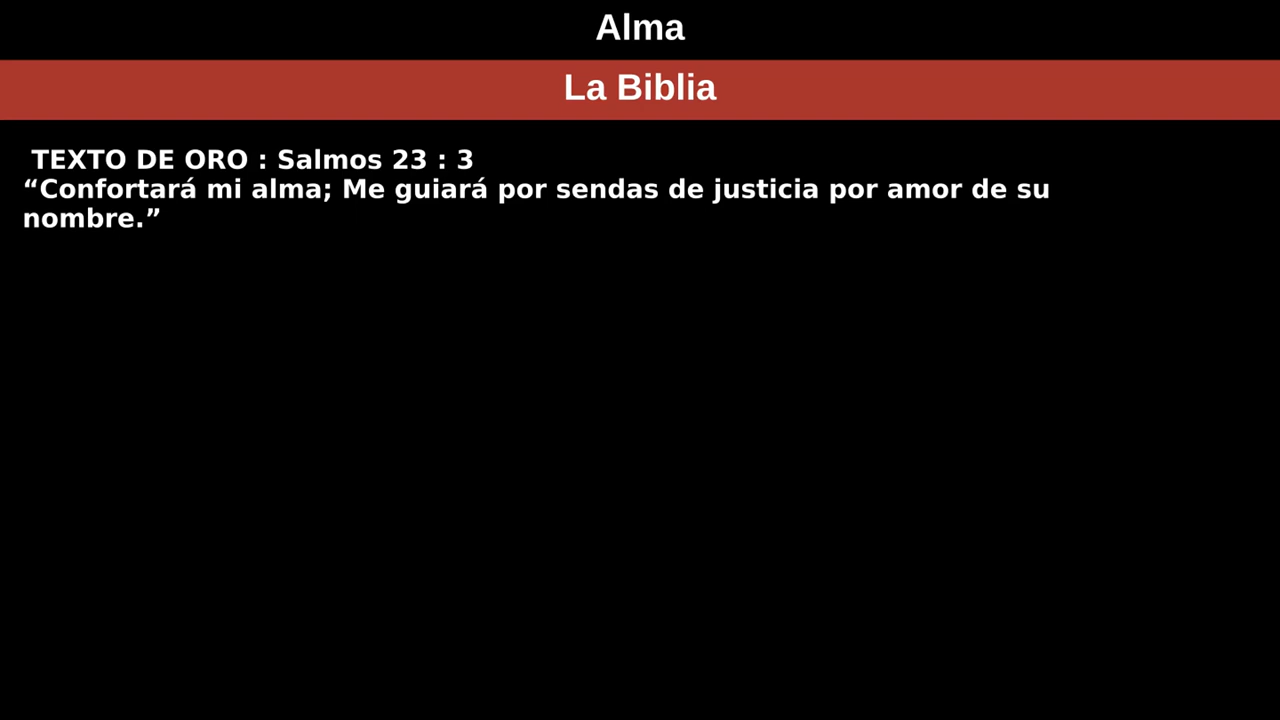 Alma
La Biblia
TEXTO DE ORO : Salmos 23 : 3
“Confortará mi alma; Me guiará por sendas de justicia por amor de su
nombre.”